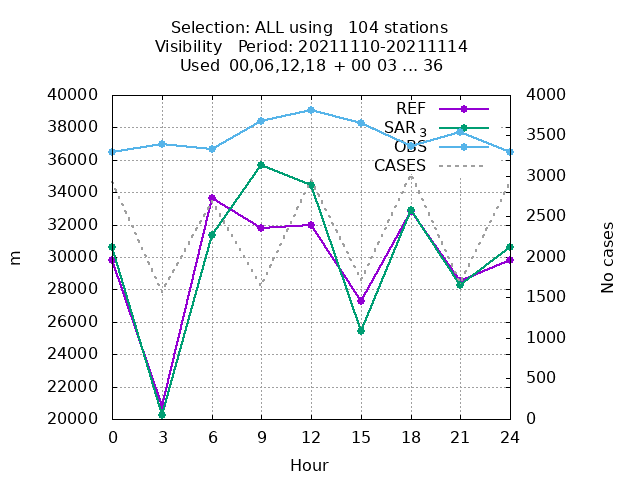 Selection: ALL using   104 stations
Visibility   Period: 20211110-20211114
Used  00,06,12,18 + 00 03 ... 36
40000
38000
36000
34000
32000
30000
28000
26000
24000
22000
20000
4000
3500
3000
2500
2000
1500
1000
500
0
REF
SAR 3
OBS
CASES
m
No cases
0 3 6 9 12 15 18 21 24
Hour